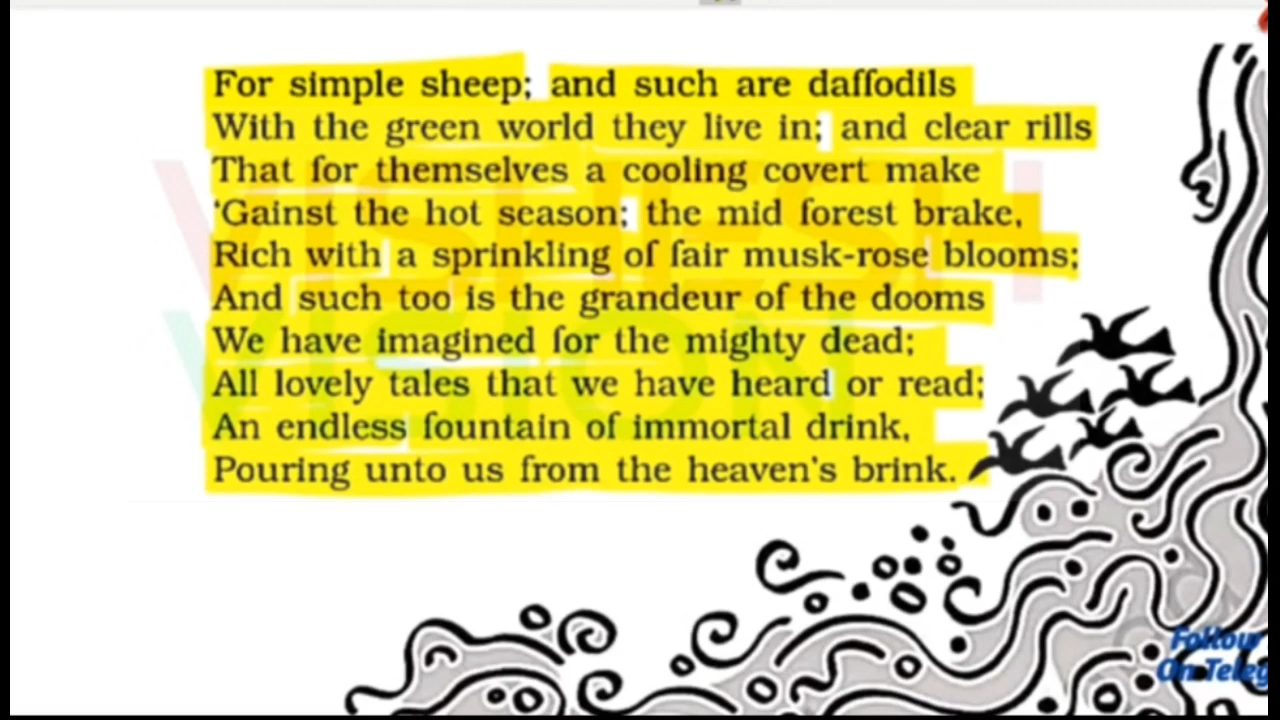 For simple sheep; and such are daffodils
With the green world they live in; and clear rills
That for themselves a cooling covert make
‘Gainst the hot season; the mid forest brake,
Rich with a sprinkling of fair musk-rose blooms;
And such too is the grandeur of the dooms
We have imagined for the mighty dead;
All lovely tales that we have heard or read;
An endless fountain of immortal drink,
Pouring unto us from the heaven’s brink.
VISION
Follow
On Teleg